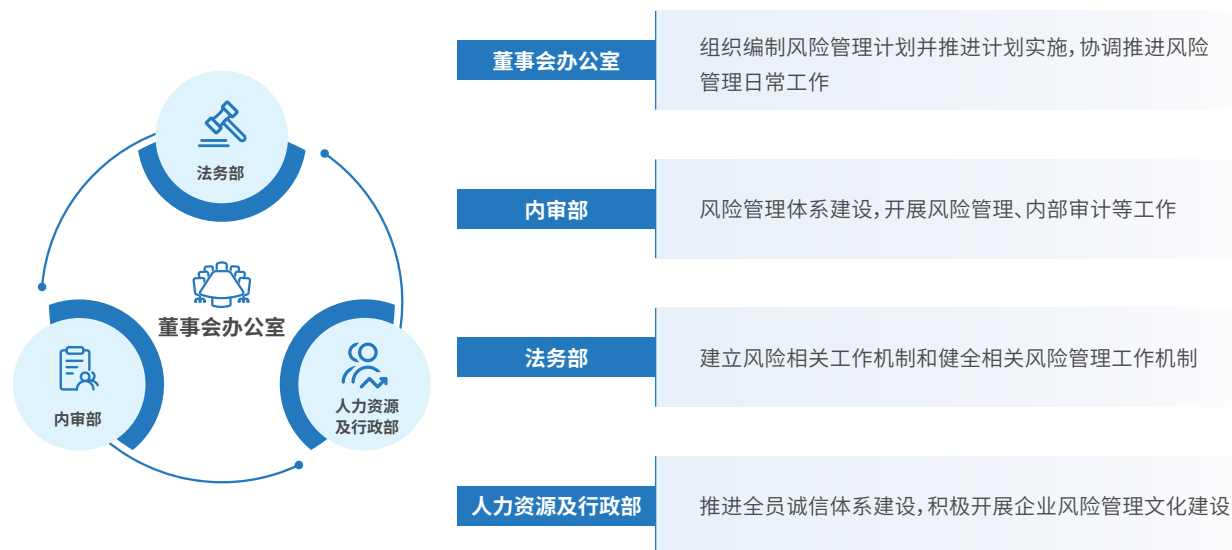 法务部
董事会办公室
内审部
人力资源
及行政部
董事会办公室
组织编制风险管理计划并推进计划实施，协调推进风险
管理日常工作
内审部
风险管理体系建设，开展风险管理、内部审计等工作
法务部
建立风险相关工作机制和健全相关风险管理工作机制
人力资源及行政部
推进全员诚信体系建设，积极开展企业风险管理文化建设